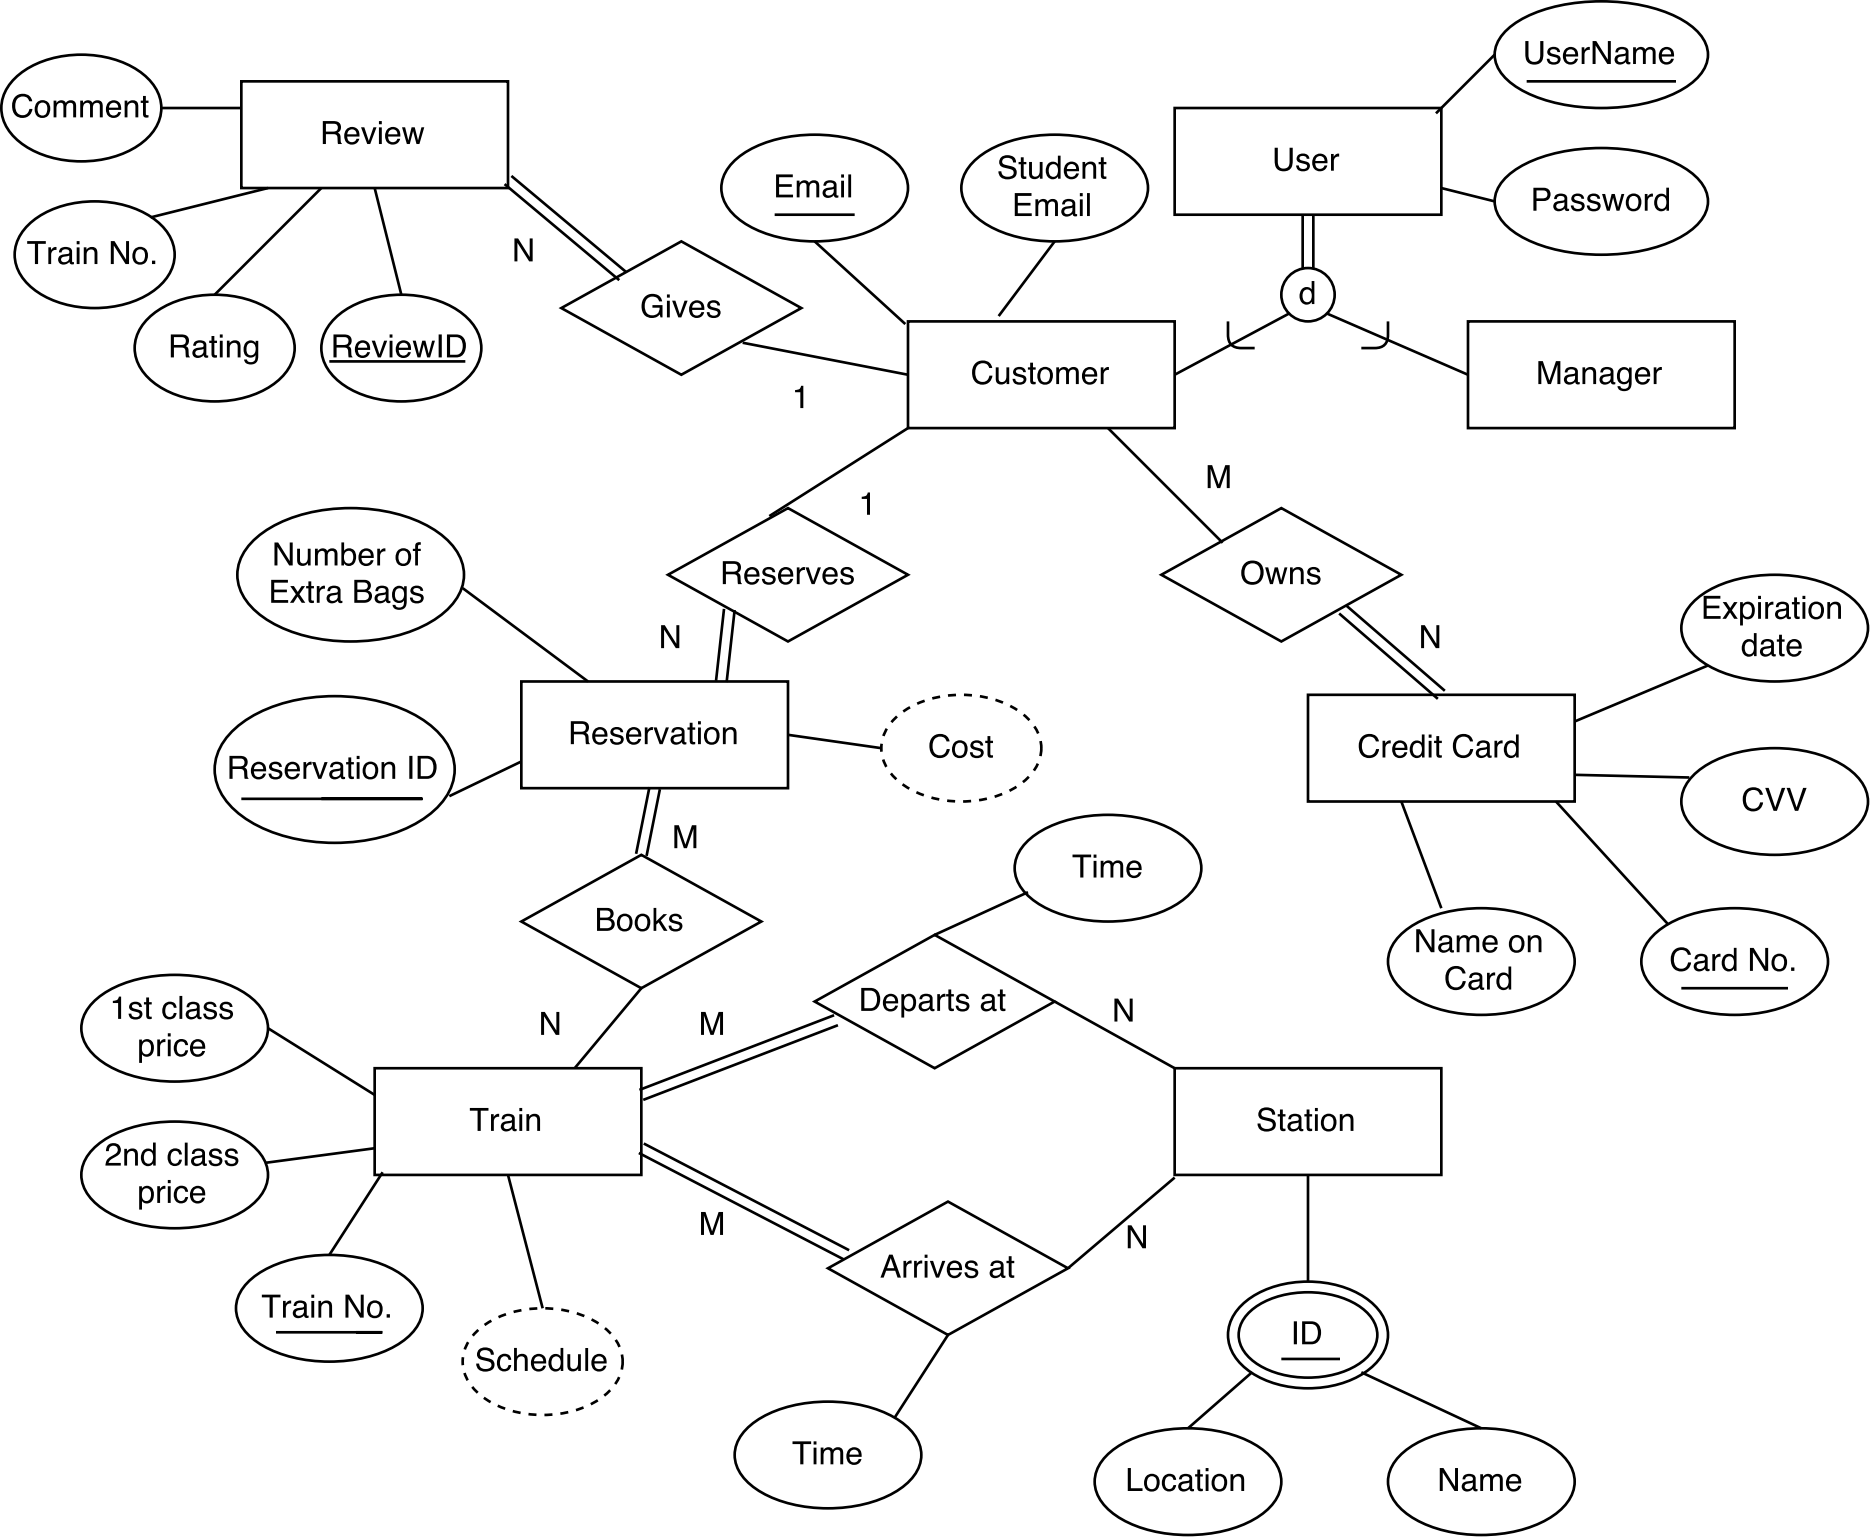 UserName
Comment
Review
User
Email
Student
Email
Password
Train No.
N
Gives
d
Rating
ReviewID
1
Customer
Manager
M
1
Number of
Extra Bags
Reserves
Owns
N
N
Expiration
date
Reservation ID
Reservation
Cost
Credit Card
CVV
M
Time
Books
Name on
Card
Card No.
1st class
price
N
M
Departs at
N
Train
Station
2nd class
price
M
N
Arrives at
Train No.
Schedule
ID
Time
Location
Name